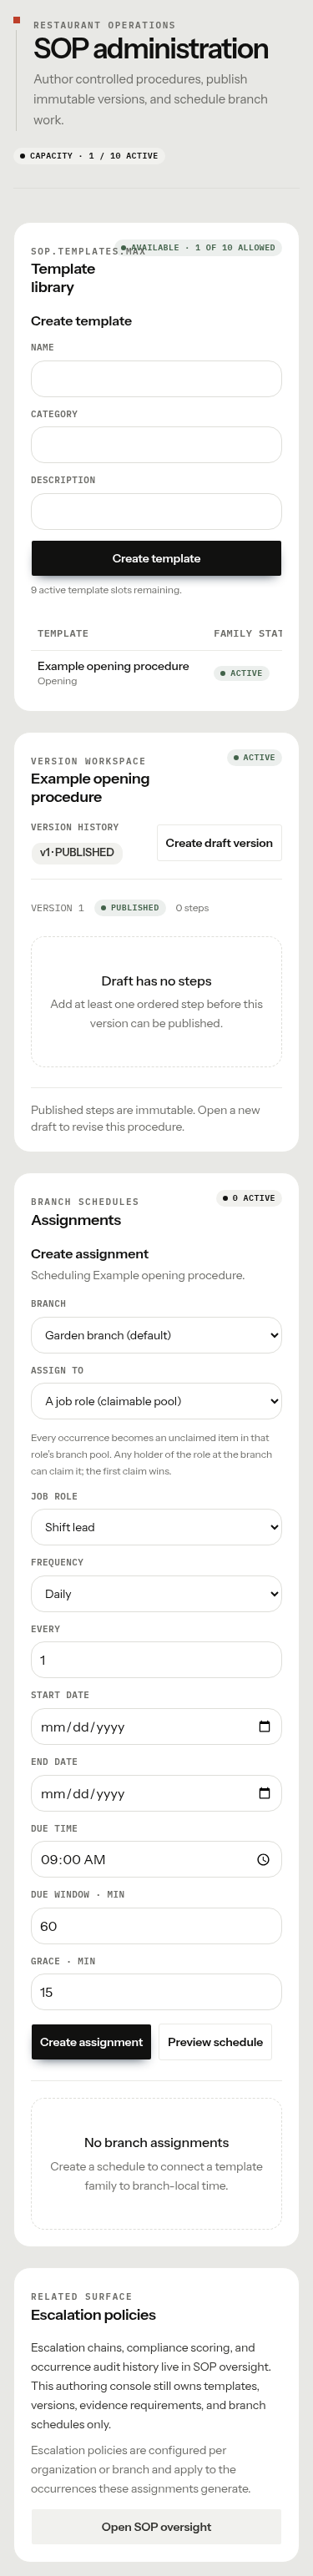 RESTAURANT OPERATIONS
SOP administration
Author controlled procedures, publish
immutable versions, and schedule branch
work.
CAPACITY · 1 / 10 ACTIVE
SOP.TEMPLATES.MAX
AVAILABLE · 1 OF 10 ALLOWED
Template
library
Create template
NAME
CATEGORY
DESCRIPTION
Create template
9 active template slots remaining.
TEMPLATE FAMILY STAT
Example opening procedure
Opening
ACTIVE
VERSION WORKSPACE
ACTIVE
Example opening
procedure
VERSION HISTORY
v1 · PUBLISHED
Create draft version
VERSION 1 PUBLISHED 0 steps
Draft has no steps
Add at least one ordered step before this
version can be published.
Published steps are immutable. Open a new
draft to revise this procedure.
BRANCH SCHEDULES
0 ACTIVE
Assignments
Create assignment
Scheduling Example opening procedure.
BRANCH
Garden branch (default)
ASSIGN TO
A job role (claimable pool)
Every occurrence becomes an unclaimed item in that
role's branch pool. Any holder of the role at the branch
can claim it; the first claim wins.
JOB ROLE
Shift lead
FREQUENCY
Daily
EVERY
1
START DATE
mm/dd/yyyy
END DATE
mm/dd/yyyy
DUE TIME
09:00 AM
DUE WINDOW · MIN
60
GRACE · MIN
15
Create assignment Preview schedule
No branch assignments
Create a schedule to connect a template
family to branch-local time.
RELATED SURFACE
Escalation policies
Escalation chains, compliance scoring, and
occurrence audit history live in SOP oversight.
This authoring console still owns templates,
versions, evidence requirements, and branch
schedules only.
Escalation policies are configured per
organization or branch and apply to the
occurrences these assignments generate.
Open SOP oversight